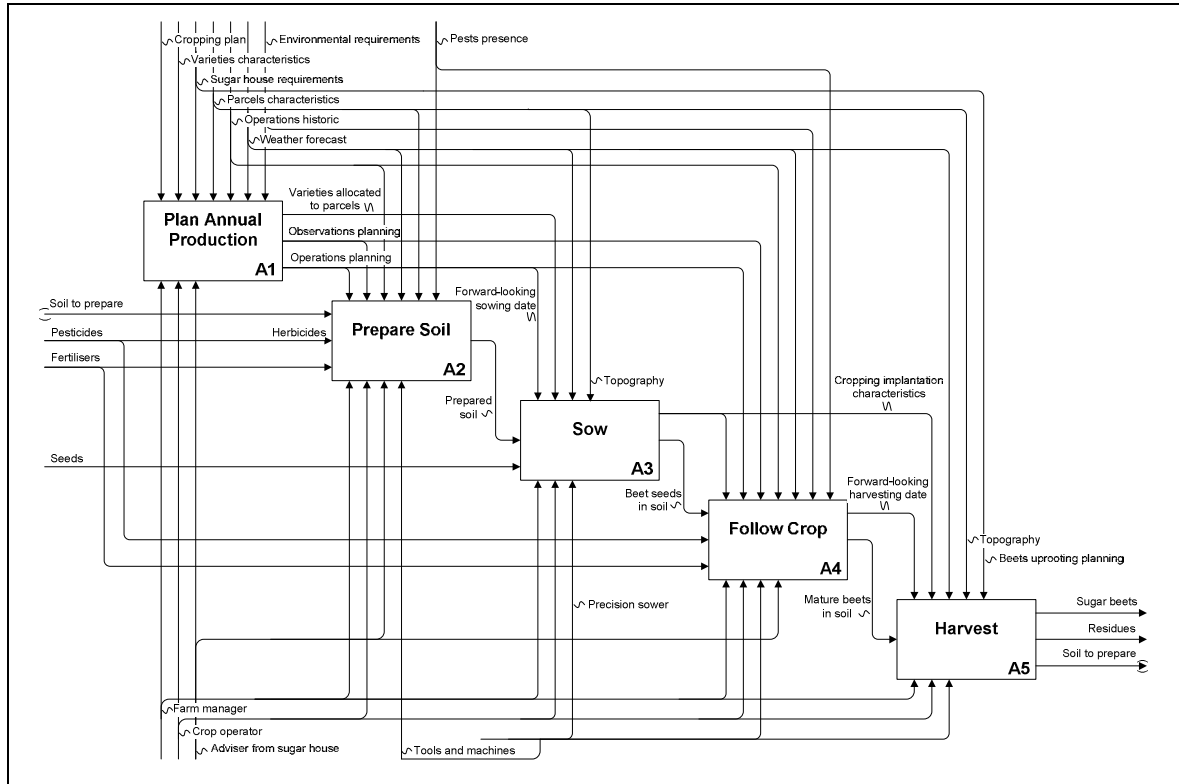 Cropping plan
Environmental requirements
Pests presence
Varieties characteristics
Sugar house requirements
Parcels characteristics
Operations historic
Weather forecast
Plan Annual
Production
A1
Varieties allocated
to parcels
Observations planning
Operations planning
Soil to prepare
Pesticides
Herbicides
Fertilisers
Prepare Soil
A2
Forward-looking
sowing date
Topography
Prepared
soil
Sow
A3
Seeds
Cropping implantation
characteristics
Beet seeds
in soil
Follow Crop
A4
Forward-looking
harvesting date
Topography
Beets uprooting planning
Precision sower
Mature beets
in soil
Harvest
A5
Sugar beets
Residues
Soil to prepare
Farm manager
Crop operator
Adviser from sugar house
Tools and machines